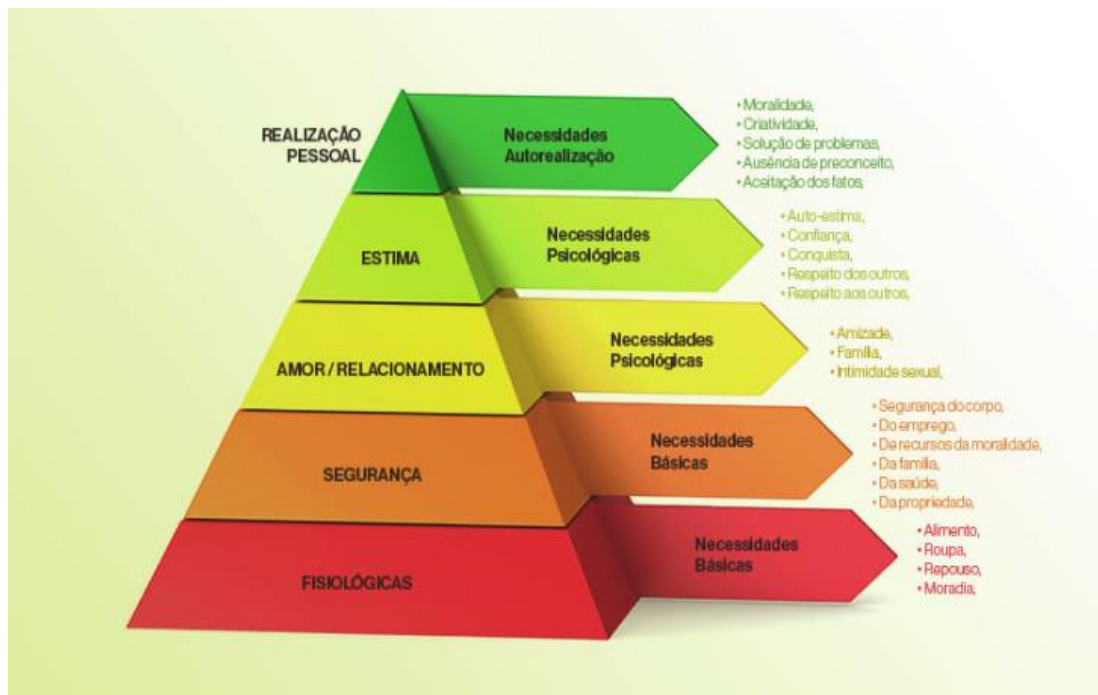 REALIZAÇÃO
PESSOAL
Necessidades
Autorealização
• Moralidade,
• Criatividade,
• Solução de problemas,
• Ausência de preconceito,
• Aceitação dos fatos,
ESTIMA
Necessidades
Psicológicas
• Auto-estima,
• Confiança,
• Conquista,
• Respeito dos outros,
• Respeito aos outros,
AMOR / RELACIONAMENTO
Necessidades
Psicológicas
• Amizade,
• Família,
• Intimidade sexual,
SEGURANÇA
Necessidades
Básicas
• Segurança do corpo,
• Do emprego,
• De recursos da moralidade,
• Da família,
• Da saúde,
• Da propriedade,
FISIOLÓGICAS
Necessidades
Básicas
• Alimento,
• Roupa,
• Repouso,
• Moradia,